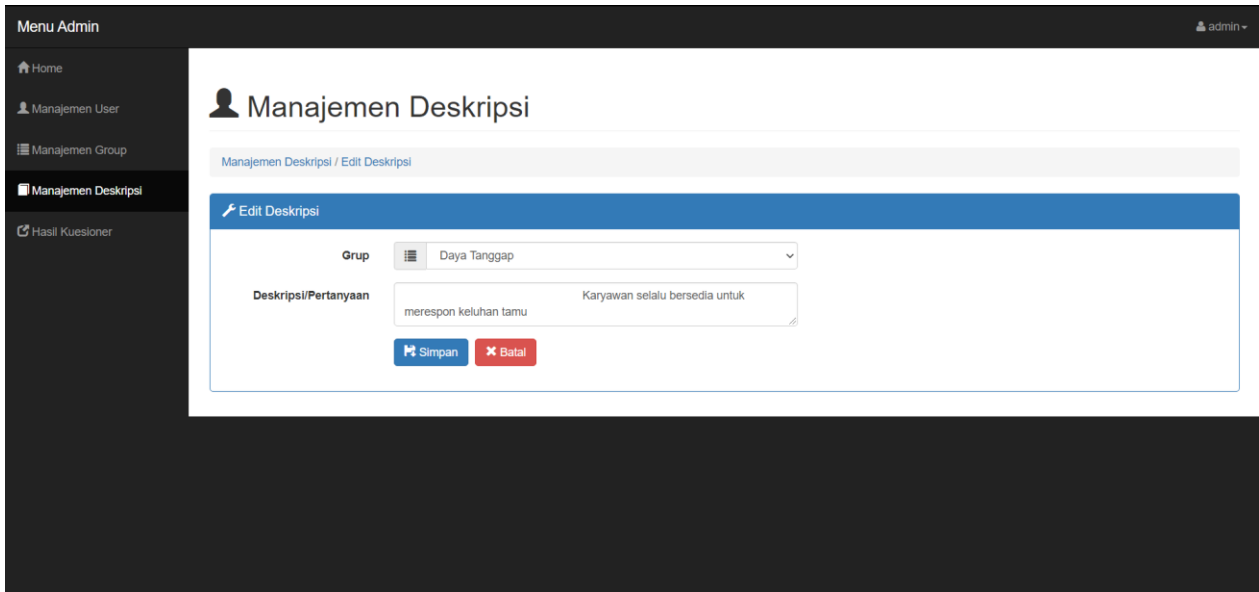 Menu Admin
admin
Home
Manajemen User
Manajemen Group
Manajemen Deskripsi
Hasil Kuesioner
Manajemen Deskripsi
Manajemen Deskripsi / Edit Deskripsi
Edit Deskripsi
Grup
Daya Tanggap
Deskripsi/Pertanyaan
Karyawan selalu bersedia untuk
merespon keluhan tamu
Simpan
Batal